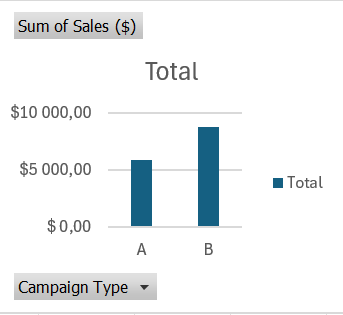 Sum of Sales ($)
Total
$10 000,00
$5 000,00
$ 0,00
A B
Total
Campaign Type